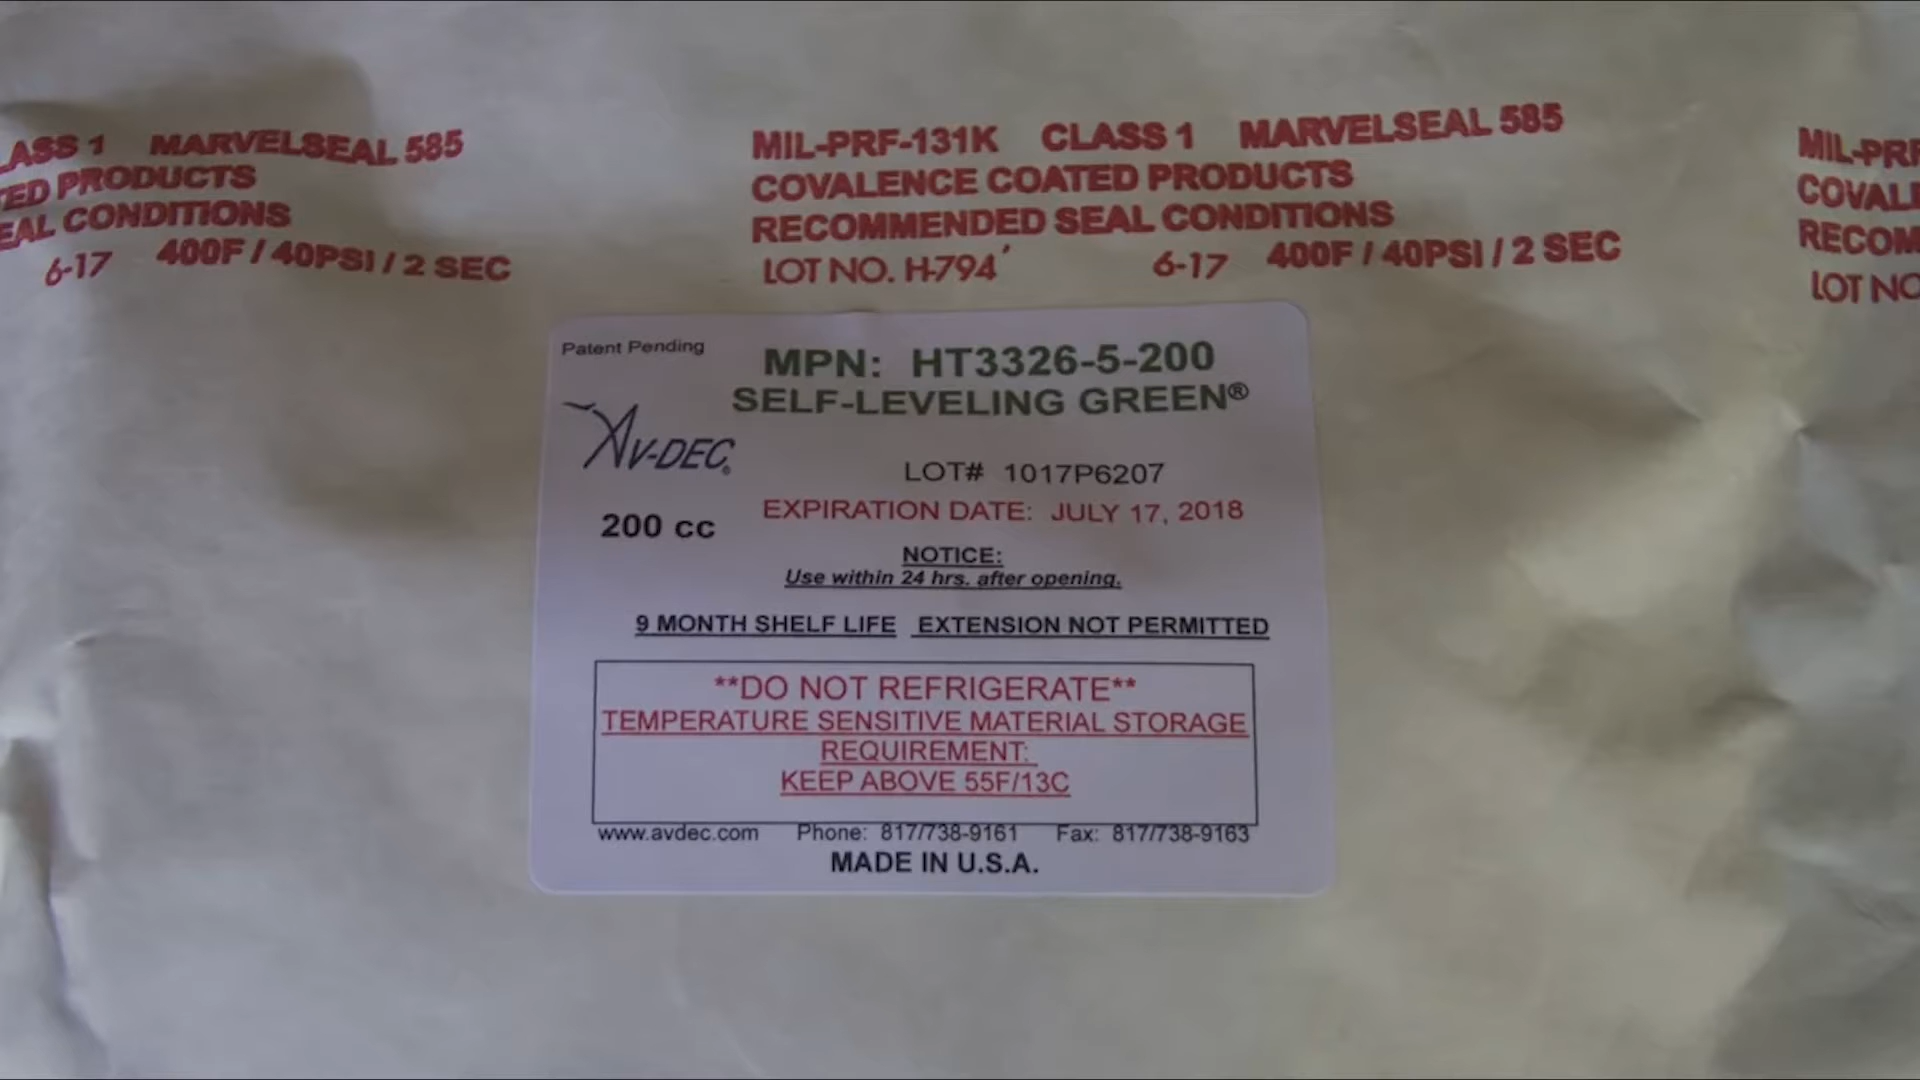 ASS 1 MARVELSEAL 585
ED PRODUCTS
EAL CONDITIONS
6-17 400F / 40PSI / 2 SEC
MIL-PRF-131K CLASS 1 MARVELSEAL 585
COVALENCE COATED PRODUCTS
RECOMMENDED SEAL CONDITIONS
LOT NO. H-794 6-17 400F / 40PSI / 2 SEC
MIL-PRF
COVAL
RECOM
LOT NO
Patent Pending
MPN: HT3326-5-200
SELF-LEVELING GREEN®
AV-DEC®
LOT# 1017P6207
EXPIRATION DATE: JULY 17, 2018
200 cc
NOTICE:
Use within 24 hrs. after opening.
9 MONTH SHELF LIFE EXTENSION NOT PERMITTED
**DO NOT REFRIGERATE**
TEMPERATURE SENSITIVE MATERIAL STORAGE
REQUIREMENT:
KEEP ABOVE 55F/13C
www.avdec.com Phone: 817/738-9161 Fax: 817/738-9163
MADE IN U.S.A.